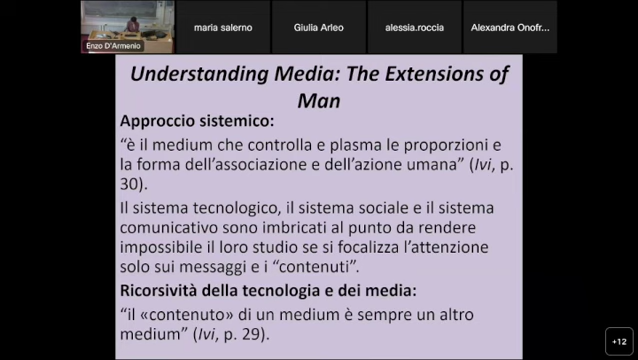 Enzo D'Armenio
maria salerno
Giulia Arleo
alessia.roccia
Alexandra Onofr...
Understanding Media: The Extensions of
Man
Approccio sistemico:
“è il medium che controlla e plasma le proporzioni e
la forma dell’associazione e dell’azione umana” (Ivi, p.
30).
Il sistema tecnologico, il sistema sociale e il sistema
comunicativo sono imbricati al punto da rendere
impossibile il loro studio se si focalizza l’attenzione
solo sui messaggi e i “contenuti”.
Ricorsività della tecnologia e dei media:
“il «contenuto» di un medium è sempre un altro
medium” (Ivi, p. 29).
+12